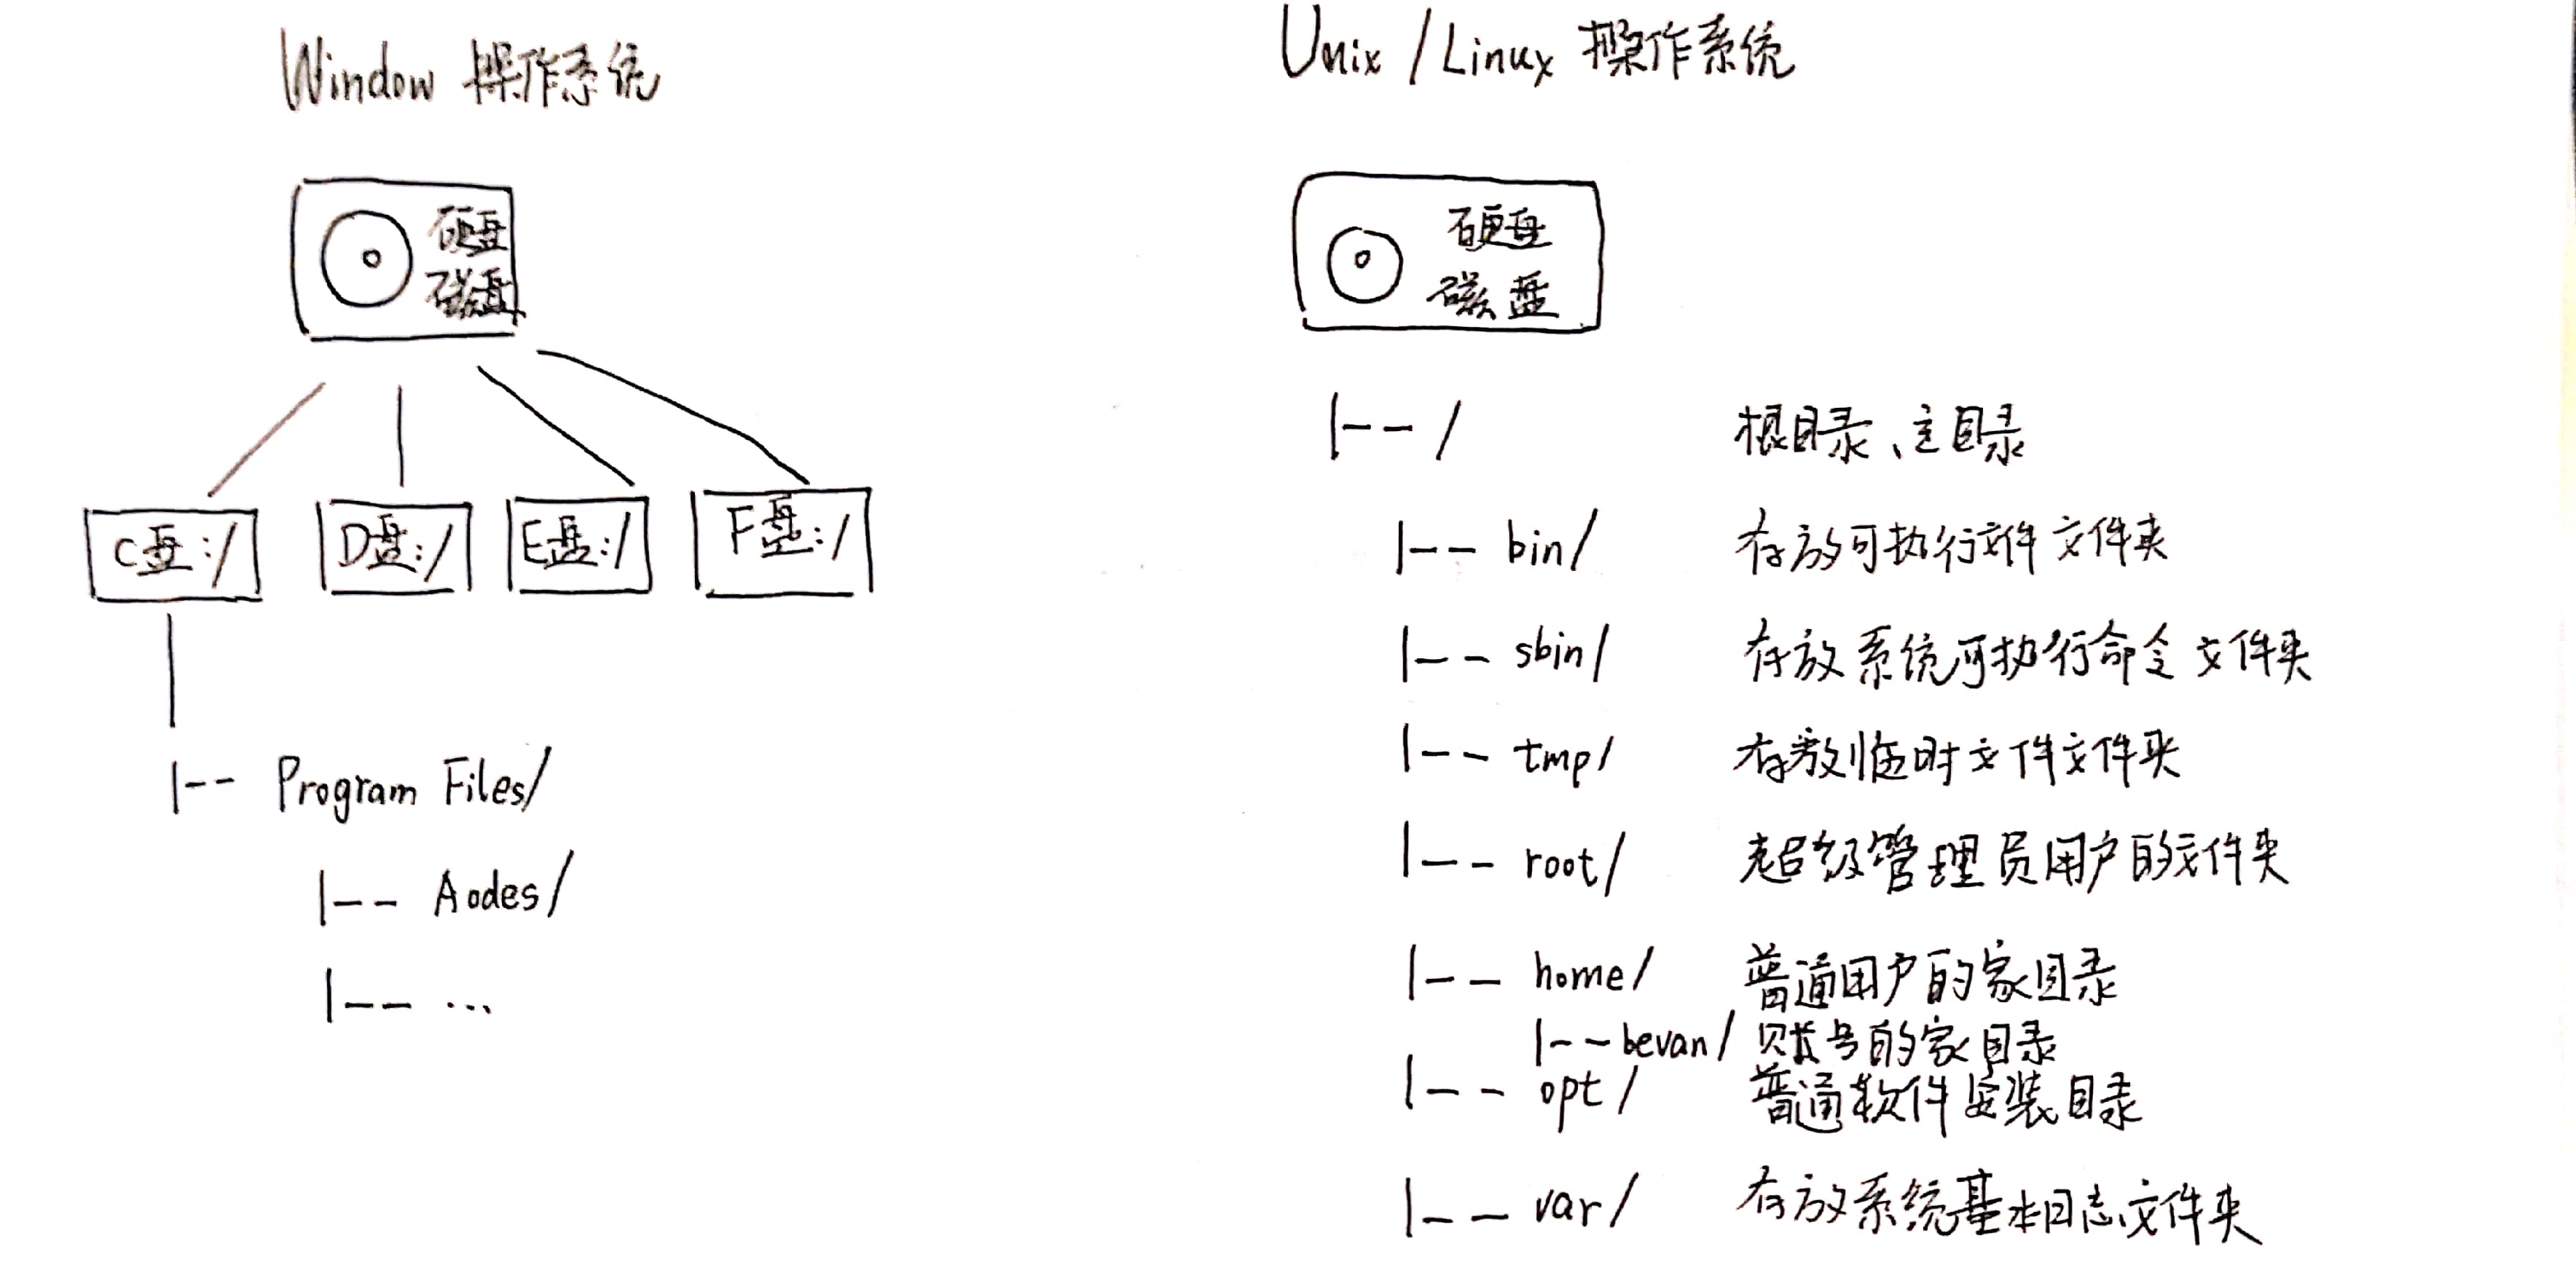 Window 操作系统
硬盘
磁盘
C盘:/ D盘:/ E盘:/ F盘:/
|-- Program Files/
|-- Aodes/
|-- ...
Unix /Linux 操作系统
硬盘
磁盘
|-- / 根目录、主目录
|-- bin/ 存放可执行文件文件夹
|-- sbin/ 存放系统可执行命令文件夹
|-- tmp/ 存放临时文件文件夹
|-- root/ 超级管理员用户的文件夹
|-- home/ 普通用户的家目录
|-- bevan/ 账号的家目录
|-- opt/ 普通软件安装目录
|-- var/ 存放系统基本日志文件夹